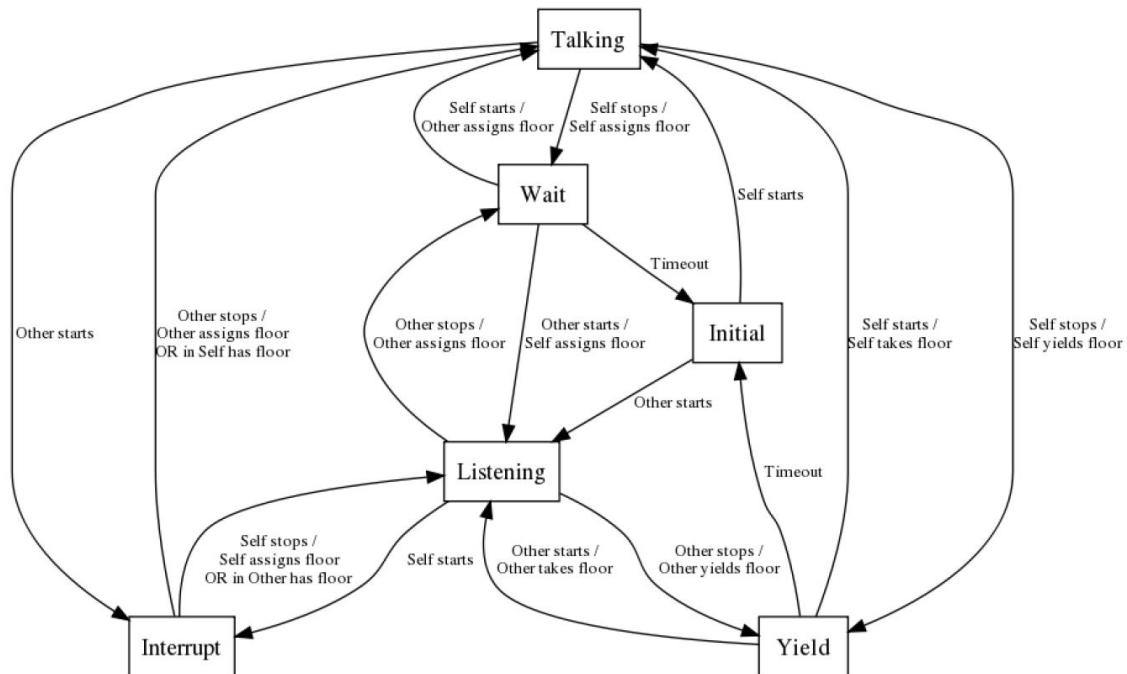 Talking
Self starts /
Other assigns floor
Self stops /
Self assigns floor
Wait
Self starts
Timeout
Other starts
Other stops /
Other assigns floor
OR in Self has floor
Other stops /
Other assigns floor
Other starts /
Self assigns floor
Initial
Self starts /
Self takes floor
Self stops /
Self yields floor
Other starts
Listening
Timeout
Self stops /
Self assigns floor
OR in Other has floor
Self starts
Other starts /
Other takes floor
Other stops /
Other yields floor
Interrupt
Yield